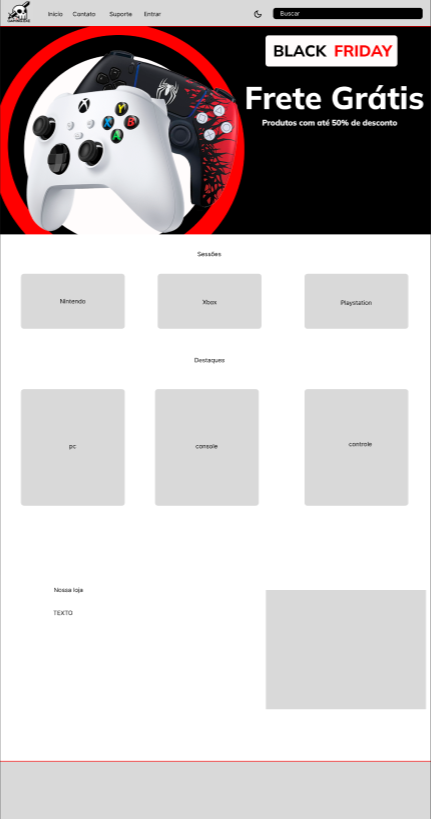 Início Contato Suporte Entrar Buscar
BLACK FRIDAY
Frete Grátis
Produtos com até 50% de desconto
Y
X B
A
Sessões
Nintendo Xbox Playstation
Destaques
pc console controle
Nossa loja
TEXTO